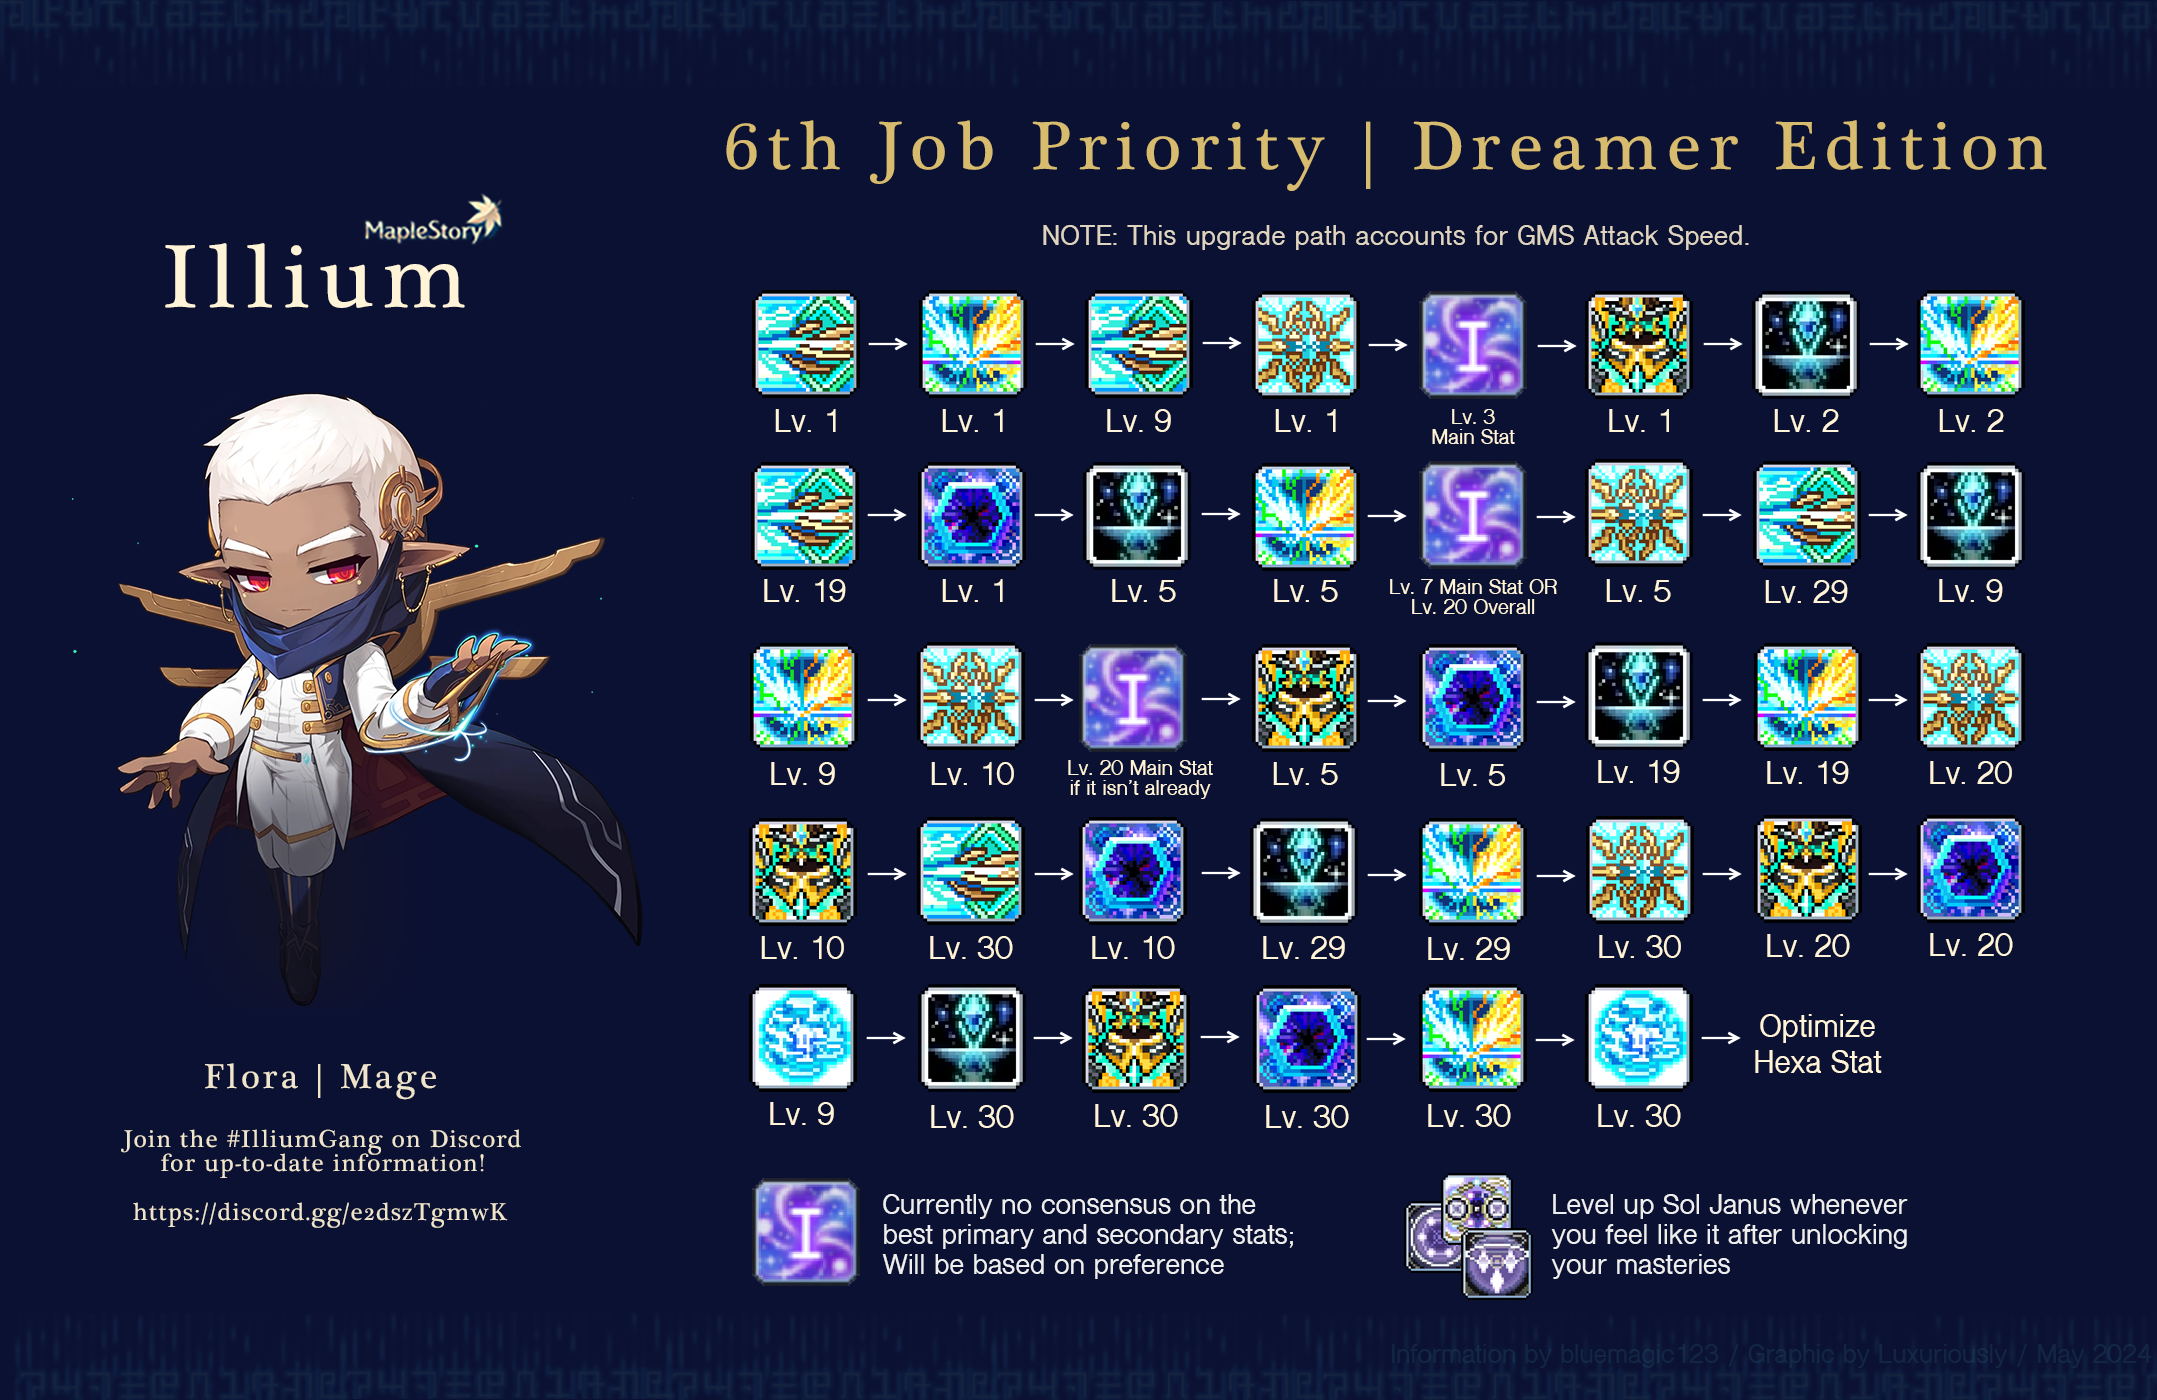 6th Job Priority | Dreamer Edition
MapleStory
Illium
NOTE: This upgrade path accounts for GMS Attack Speed.
Lv. 1
Lv. 1
Lv. 9
Lv. 1
Lv. 3
Main Stat
Lv. 1
Lv. 2
Lv. 2
Lv. 19
Lv. 1
Lv. 5
Lv. 5
Lv. 7 Main Stat OR
Lv. 20 Overall
Lv. 5
Lv. 29
Lv. 9
Lv. 9
Lv. 10
Lv. 20 Main Stat
if it isn't already
Lv. 5
Lv. 5
Lv. 19
Lv. 19
Lv. 20
Lv. 10
Lv. 30
Lv. 10
Lv. 29
Lv. 29
Lv. 30
Lv. 20
Lv. 20
Lv. 9
Lv. 30
Lv. 30
Lv. 30
Lv. 30
Lv. 30
Optimize
Hexa Stat
Flora | Mage
Join the #IlliumGang on Discord
for up-to-date information!
https://discord.gg/e2dszTgmwK
Currently no consensus on the
best primary and secondary stats;
Will be based on preference
Level up Sol Janus whenever
you feel like it after unlocking
your masteries
Information by bluemagic123 / Graphic by Luxuriously / May 2024